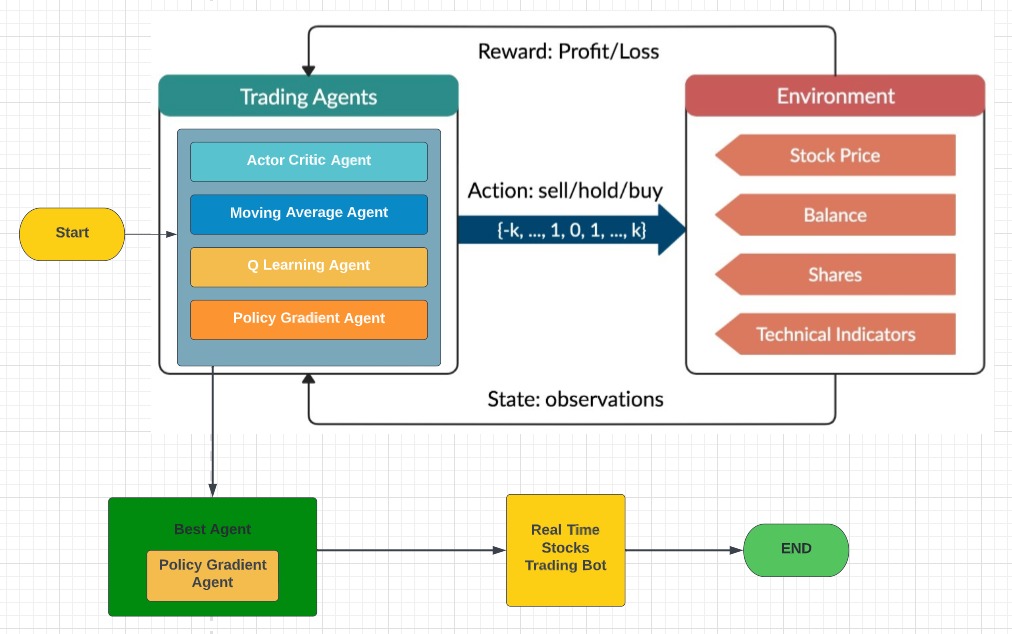 Reward: Profit/Loss
Trading Agents
Environment
Actor Critic Agent
Moving Average Agent
Q Learning Agent
Policy Gradient Agent
Start
Action: sell/hold/buy
{-k, ..., 1, 0, 1, ..., k}
Stock Price
Balance
Shares
Technical Indicators
State: observations
Best Agent
Policy Gradient
Agent
Real Time
Stocks
Trading Bot
END